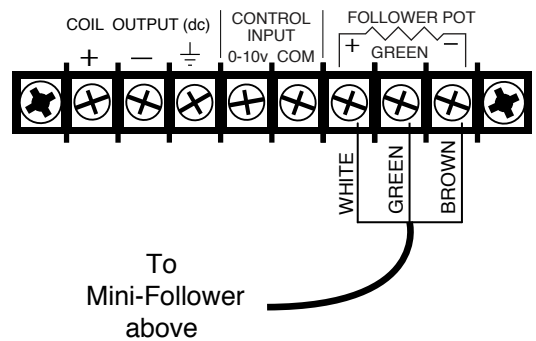 COIL OUTPUT (dc)
+ −
CONTROL
INPUT
0-10v COM
FOLLOWER POT
+ −
GREEN
WHITE
GREEN
BROWN
To
Mini-Follower
above